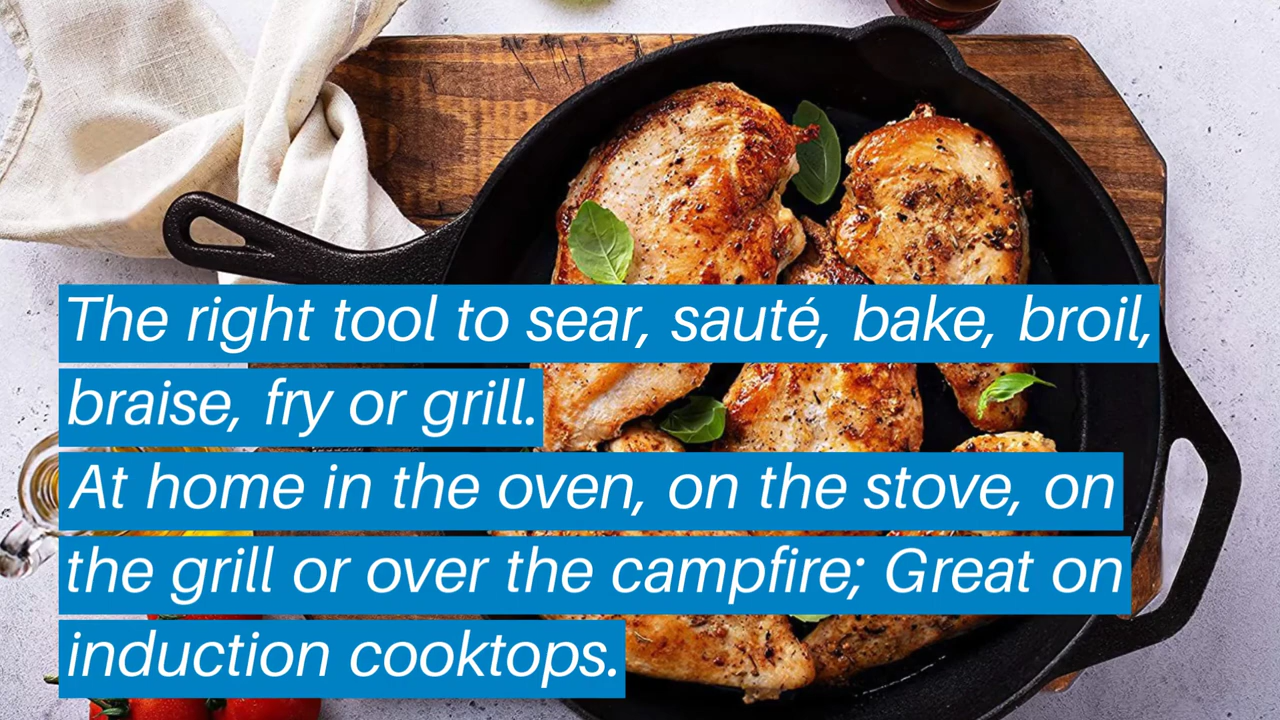 The right tool to sear, sauté, bake, broil,
braise, fry or grill.
At home in the oven, on the stove, on
the grill or over the campfire; Great on
induction cooktops.